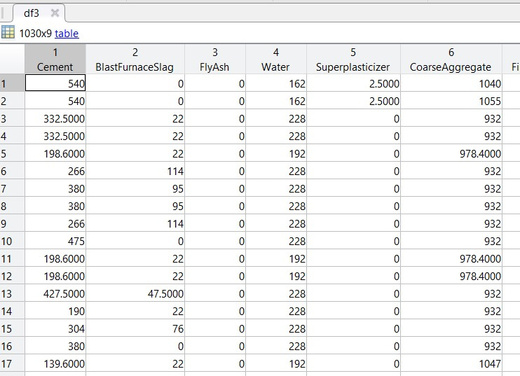 df3
1030x9 table
1 2 3 4 5 6
Cement BlastFurnaceSlag FlyAsh Water Superplasticizer CoarseAggregate Fi
1 540 0 0 162 2.5000 1040
2 540 0 0 162 2.5000 1055
3 332.5000 22 0 228 0 932
4 332.5000 22 0 228 0 932
5 198.6000 22 0 192 0 978.4000
6 266 114 0 228 0 932
7 380 95 0 228 0 932
8 380 95 0 228 0 932
9 266 114 0 228 0 932
10 475 0 0 228 0 932
11 198.6000 22 0 192 0 978.4000
12 198.6000 22 0 192 0 978.4000
13 427.5000 47.5000 0 228 0 932
14 190 22 0 228 0 932
15 304 76 0 228 0 932
16 380 0 0 228 0 932
17 139.6000 22 0 192 0 1047